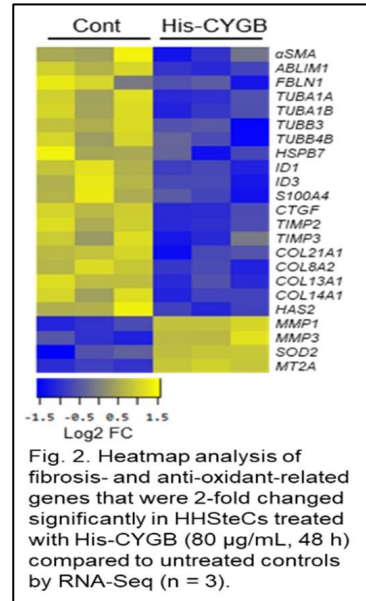 Cont His-CYGB
αSMA
ABLIM1
FBLN1
TUBA1A
TUBA1B
TUBB3
TUBB4B
HSPB7
ID1
ID3
S100A4
CTGF
TIMP2
TIMP3
COL21A1
COL8A2
COL13A1
COL14A1
HAS2
MMP1
MMP3
SOD2
MT2A
-1.5 -0.5 0.5 1.5
Log2 FC
Fig. 2. Heatmap analysis of
fibrosis- and anti-oxidant-related
genes that were 2-fold changed
significantly in HHSteCs treated
with His-CYGB (80 µg/mL, 48 h)
compared to untreated controls
by RNA-Seq (n = 3).